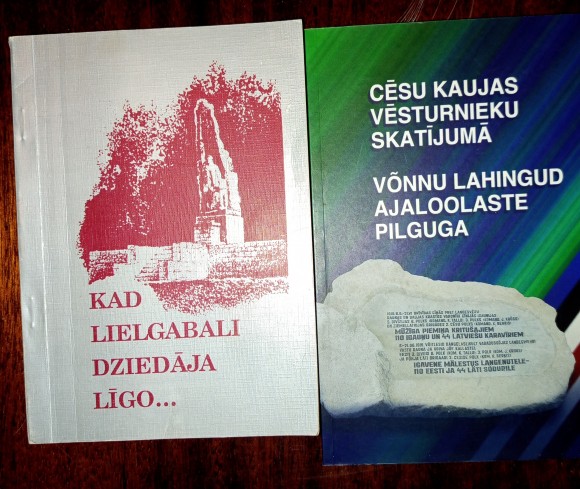 KAD
LIELGABALI
DZIEDĀJA
LĪGO...
CĒSU KAUJAS
VĒSTURNIEKU
SKATĪJUMĀ
VÕNNU LAHINGUD
AJALOOLASTE
PILGUGA
MŪŽĪGA PIEMIŅA KRITUŠAJIEM
110 IGAUŅU UN 44 LATVIEŠU KARAVĪRIEM
IGAVENE MÄLESTUS LANGENUTELE-
110 EESTI JA 44 LÄTI SÕDURILE